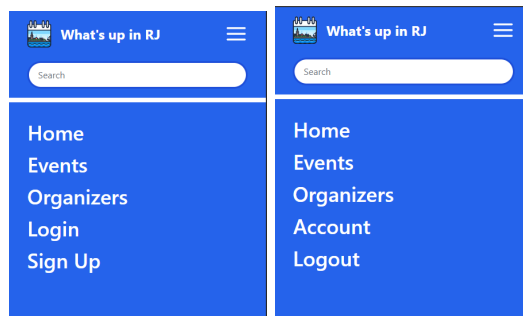 What's up in RJ
Search
Home
Events
Organizers
Login
Sign Up
What's up in RJ
Search
Home
Events
Organizers
Account
Logout